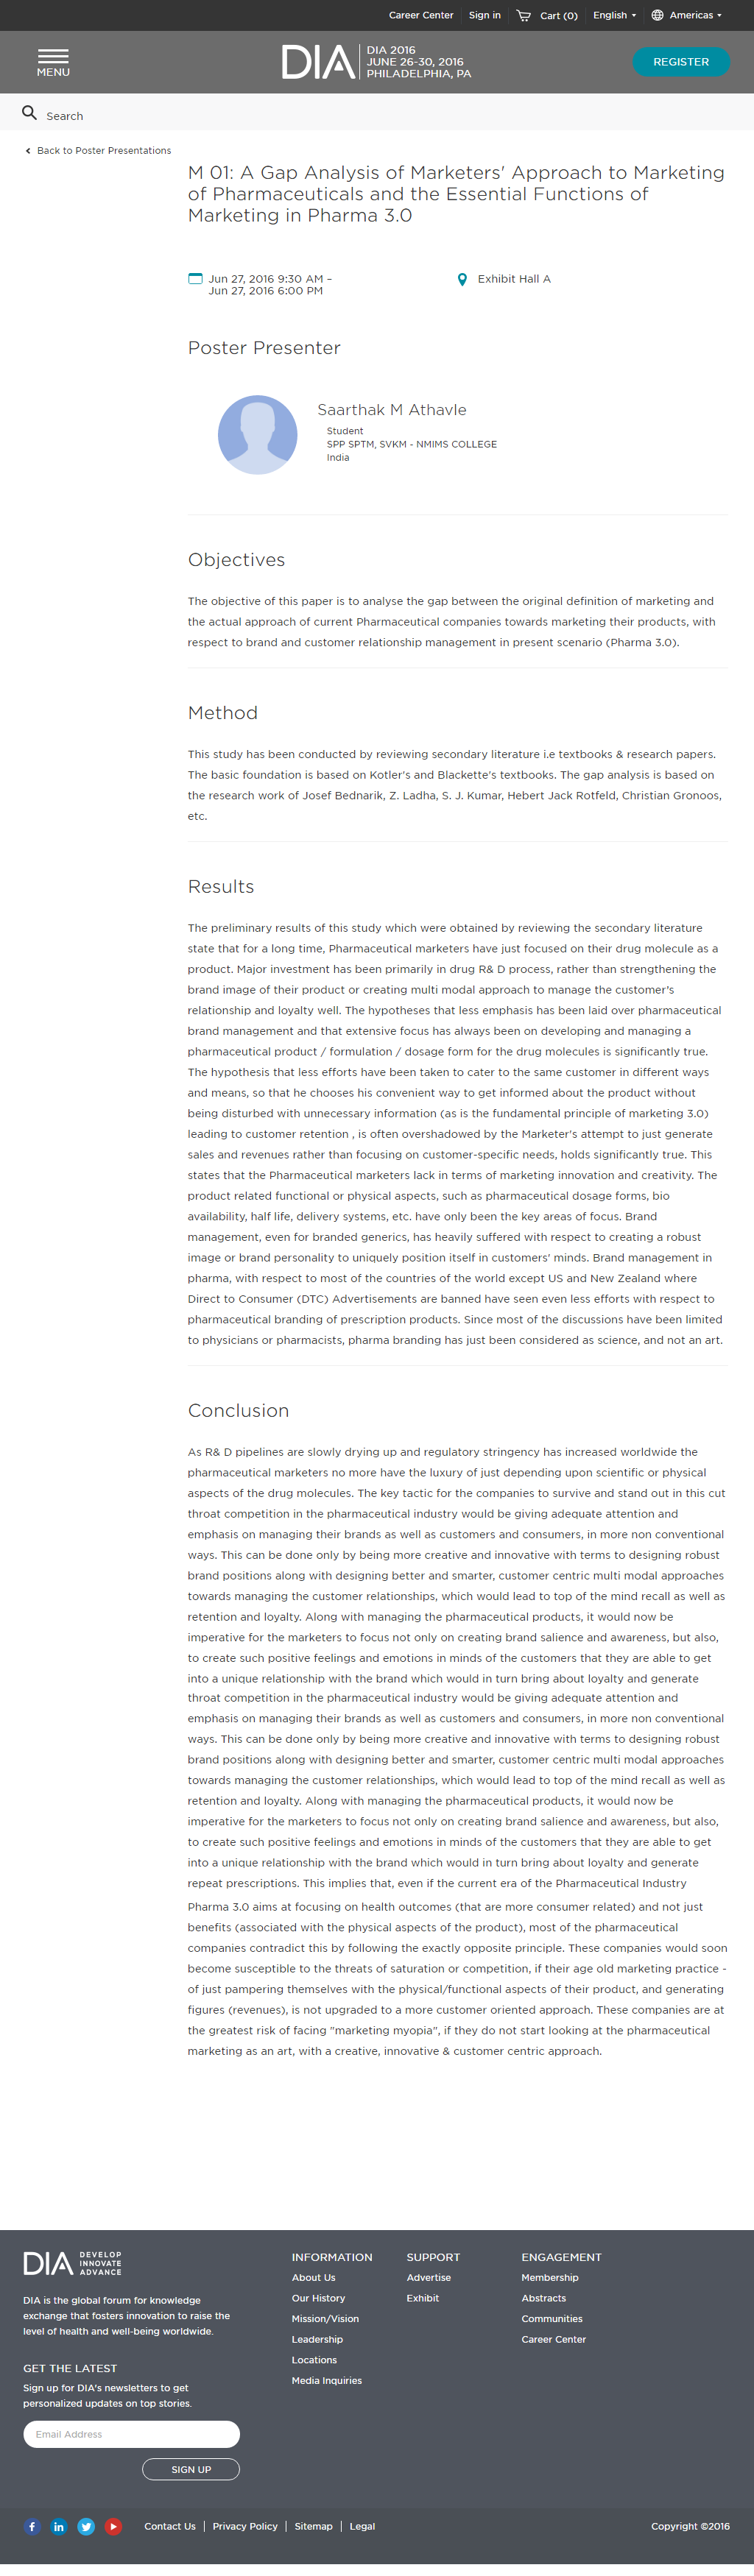 Career Center Sign in Cart (0) English Americas
MENU
DIA
DIA 2016
JUNE 26-30, 2016
PHILADELPHIA, PA
REGISTER
Search
Back to Poster Presentations
M 01: A Gap Analysis of Marketers' Approach to Marketing
of Pharmaceuticals and the Essential Functions of
Marketing in Pharma 3.0
Jun 27, 2016 9:30 AM –
Jun 27, 2016 6:00 PM
Exhibit Hall A
Poster Presenter
Saarthak M Athavle
Student
SPP SPTM, SVKM - NMIMS COLLEGE
India
Objectives
The objective of this paper is to analyse the gap between the original definition of marketing and
the actual approach of current Pharmaceutical companies towards marketing their products, with
respect to brand and customer relationship management in present scenario (Pharma 3.0).
Method
This study has been conducted by reviewing secondary literature i.e textbooks & research papers.
The basic foundation is based on Kotler's and Blackette's textbooks. The gap analysis is based on
the research work of Josef Bednarik, Z. Ladha, S. J. Kumar, Hebert Jack Rotfeld, Christian Gronoos,
etc.
Results
The preliminary results of this study which were obtained by reviewing the secondary literature
state that for a long time, Pharmaceutical marketers have just focused on their drug molecule as a
product. Major investment has been primarily in drug R& D process, rather than strengthening the
brand image of their product or creating multi modal approach to manage the customer's
relationship and loyalty well. The hypotheses that less emphasis has been laid over pharmaceutical
brand management and that extensive focus has always been on developing and managing a
pharmaceutical product / formulation / dosage form for the drug molecules is significantly true.
The hypothesis that less efforts have been taken to cater to the same customer in different ways
and means, so that he chooses his convenient way to get informed about the product without
being disturbed with unnecessary information (as is the fundamental principle of marketing 3.0)
leading to customer retention , is often overshadowed by the Marketer's attempt to just generate
sales and revenues rather than focusing on customer-specific needs, holds significantly true. This
states that the Pharmaceutical marketers lack in terms of marketing innovation and creativity. The
product related functional or physical aspects, such as pharmaceutical dosage forms, bio
availability, half life, delivery systems, etc. have only been the key areas of focus. Brand
management, even for branded generics, has heavily suffered with respect to creating a robust
image or brand personality to uniquely position itself in customers' minds. Brand management in
pharma, with respect to most of the countries of the world except US and New Zealand where
Direct to Consumer (DTC) Advertisements are banned have seen even less efforts with respect to
pharmaceutical branding of prescription products. Since most of the discussions have been limited
to physicians or pharmacists, pharma branding has just been considered as science, and not an art.
Conclusion
As R& D pipelines are slowly drying up and regulatory stringency has increased worldwide the
pharmaceutical marketers no more have the luxury of just depending upon scientific or physical
aspects of the drug molecules. The key tactic for the companies to survive and stand out in this cut
throat competition in the pharmaceutical industry would be giving adequate attention and
emphasis on managing their brands as well as customers and consumers, in more non conventional
ways. This can be done only by being more creative and innovative with terms to designing robust
brand positions along with designing better and smarter, customer centric multi modal approaches
towards managing the customer relationships, which would lead to top of the mind recall as well as
retention and loyalty. Along with managing the pharmaceutical products, it would now be
imperative for the marketers to focus not only on creating brand salience and awareness, but also,
to create such positive feelings and emotions in minds of the customers that they are able to get
into a unique relationship with the brand which would in turn bring about loyalty and generate
throat competition in the pharmaceutical industry would be giving adequate attention and
emphasis on managing their brands as well as customers and consumers, in more non conventional
ways. This can be done only by being more creative and innovative with terms to designing robust
brand positions along with designing better and smarter, customer centric multi modal approaches
towards managing the customer relationships, which would lead to top of the mind recall as well as
retention and loyalty. Along with managing the pharmaceutical products, it would now be
imperative for the marketers to focus not only on creating brand salience and awareness, but also,
to create such positive feelings and emotions in minds of the customers that they are able to get
into a unique relationship with the brand which would in turn bring about loyalty and generate
repeat prescriptions. This implies that, even if the current era of the Pharmaceutical Industry
Pharma 3.0 aims at focusing on health outcomes (that are more consumer related) and not just
benefits (associated with the physical aspects of the product), most of the pharmaceutical
companies contradict this by following the exactly opposite principle. These companies would soon
become susceptible to the threats of saturation or competition, if their age old marketing practice -
of just pampering themselves with the physical/functional aspects of their product, and generating
figures (revenues), is not upgraded to a more customer oriented approach. These companies are at
the greatest risk of facing "marketing myopia", if they do not start looking at the pharmaceutical
marketing as an art, with a creative, innovative & customer centric approach.
DIA
DEVELOP
INNOVATE
ADVANCE
DIA is the global forum for knowledge
exchange that fosters innovation to raise the
level of health and well-being worldwide.
GET THE LATEST
Sign up for DIA's newsletters to get
personalized updates on top stories.
Email Address
SIGN UP
INFORMATION
About Us
Our History
Mission/Vision
Leadership
Locations
Media Inquiries
SUPPORT
Advertise
Exhibit
ENGAGEMENT
Membership
Abstracts
Communities
Career Center
Contact Us Privacy Policy Sitemap Legal
Copyright ©2016